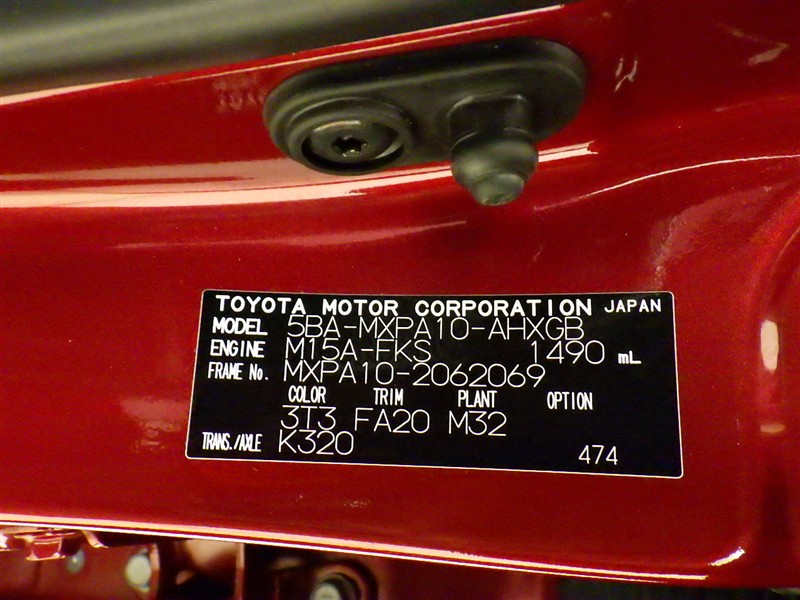 TOYOTA MOTOR CORPORATION JAPAN
MODEL 5BA-MXPA10-AHXGB
ENGINE M15A-FKS 1490 mL
FRAME No. MXPA10-2062069
COLOR TRIM PLANT OPTION
3T3 FA20 M32
TRANS./AXLE K320
474